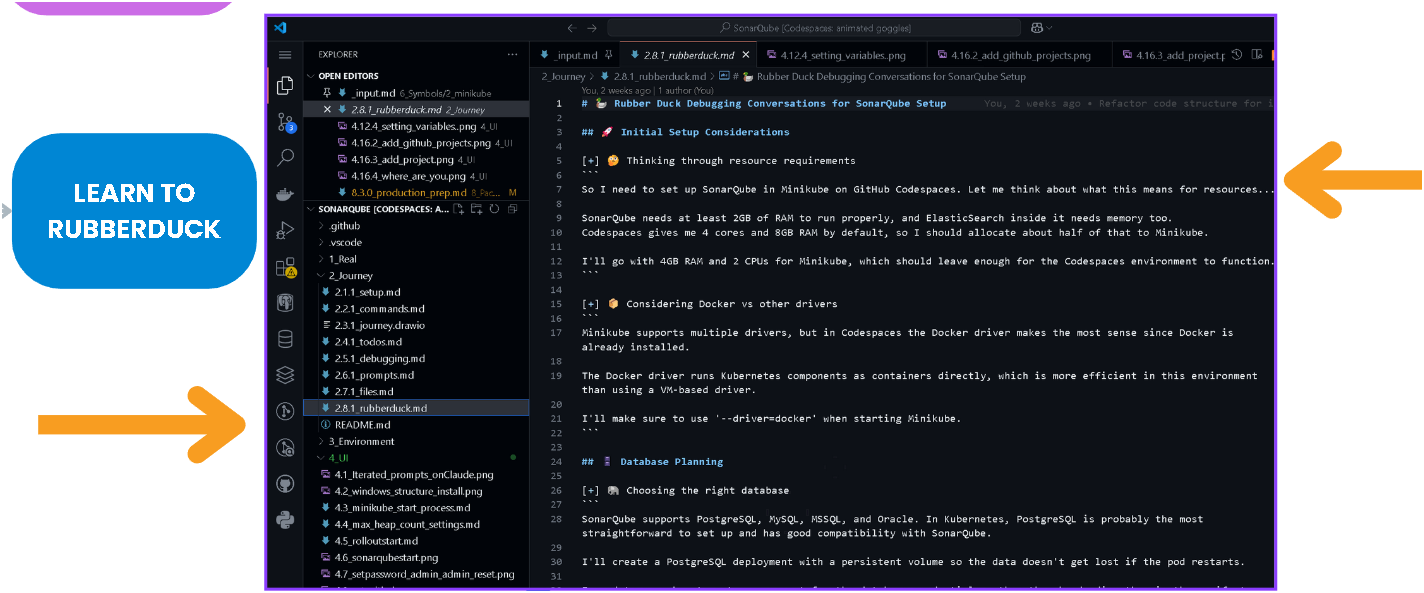 LEARN TO
RUBBERDUCK
SonarQube [Codespaces: animated goggles]
EXPLORER
OPEN EDITORS
_input.md 6_Symbols/2_minikube
2.8.1_rubberduck.md 2_Journey
4.12.4_setting_variables..png 4_UI
4.16.2_add_github_projects.png 4_UI
4.16.3_add_project.png 4_UI
4.16.4_where_are_you.png 4_UI
8.3.0_production_prep.md 8_Pac... M
SONARQUBE [CODESPACES: A...
.github
.vscode
1_Real
2_Journey
2.1.1_setup.md
2.2.1_commands.md
2.3.1_journey.drawio
2.4.1_todos.md
2.5.1_debugging.md
2.6.1_prompts.md
2.7.1_files.md
2.8.1_rubberduck.md
README.md
3_Environment
4_UI
4.1_Iterated_prompts_onClaude.png
4.2_windows_structure_install.png
4.3_minikube_start_process.md
4.4_max_heap_count_settings.md
4.5_rolloutstart.md
4.6_sonarqubestart.png
4.7_setpassword_admin_admin_reset.png
_input.md
2.8.1_rubberduck.md
4.12.4_setting_variables..png
4.16.2_add_github_projects.png
4.16.3_add_project.p
2_Journey > 2.8.1_rubberduck.md > # 🦆 Rubber Duck Debugging Conversations for SonarQube Setup
You, 2 weeks ago | 1 author (You)
1 # 🦆 Rubber Duck Debugging Conversations for SonarQube Setup You, 2 weeks ago • Refactor code structure for i
2
3 ## 🚀 Initial Setup Considerations
4
5 [+] 🤔 Thinking through resource requirements
6 ```
7 So I need to set up SonarQube in Minikube on GitHub Codespaces. Let me think about what this means for resources...
8
9 SonarQube needs at least 2GB of RAM to run properly, and ElasticSearch inside it needs memory too.
10 Codespaces gives me 4 cores and 8GB RAM by default, so I should allocate about half of that to Minikube.
11
12 I'll go with 4GB RAM and 2 CPUs for Minikube, which should leave enough for the Codespaces environment to function.
13 ```
14
15 [+] 📦 Considering Docker vs other drivers
16 ```
17 Minikube supports multiple drivers, but in Codespaces the Docker driver makes the most sense since Docker is
already installed.
18
19 The Docker driver runs Kubernetes components as containers directly, which is more efficient in this environment
than using a VM-based driver.
20
21 I'll make sure to use '--driver=docker' when starting Minikube.
22 ```
23
24 ## 🗄 Database Planning
25
26 [+] 🐘 Choosing the right database
27 ```
28 SonarQube supports PostgreSQL, MySQL, MSSQL, and Oracle. In Kubernetes, PostgreSQL is probably the most
straightforward to set up and has good compatibility with SonarQube.
29
30 I'll create a PostgreSQL deployment with a persistent volume so the data doesn't get lost if the pod restarts.
31